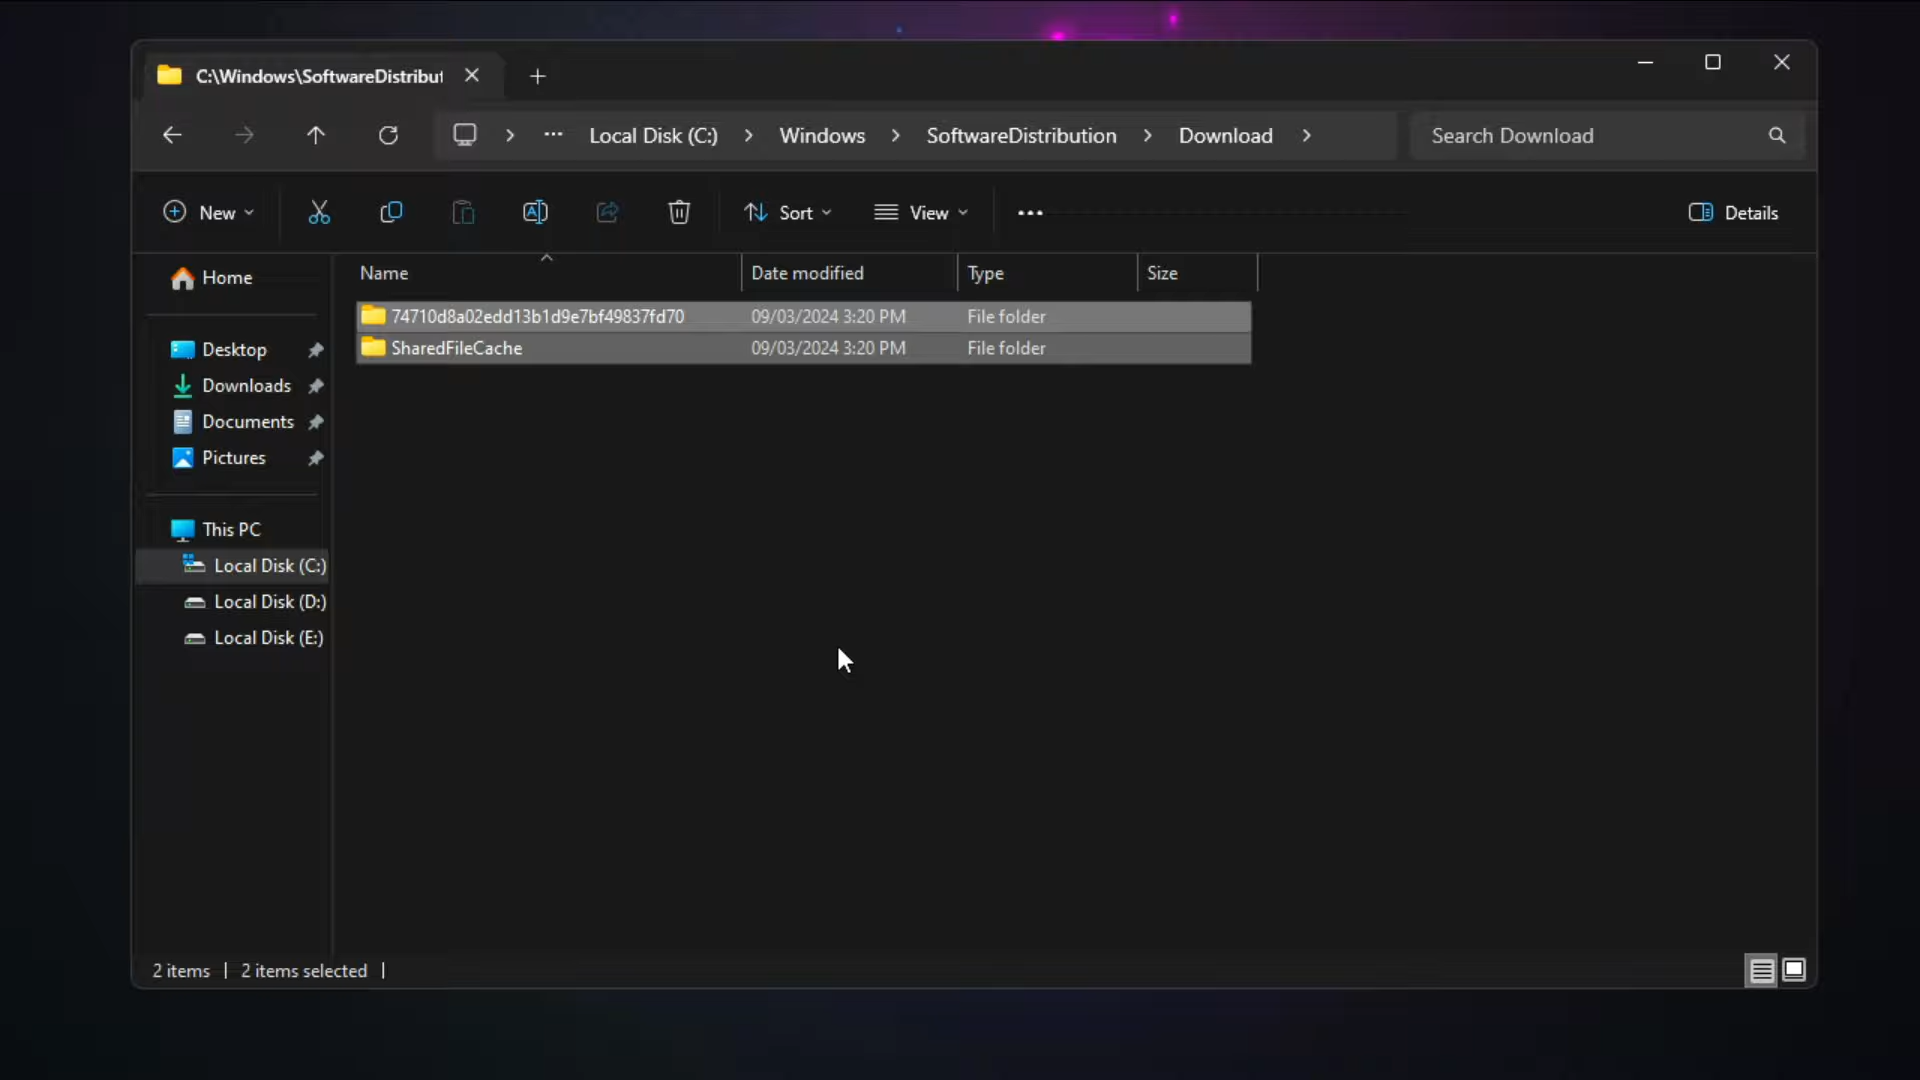 C:\Windows\SoftwareDistribut
Local Disk (C:) Windows SoftwareDistribution Download
Search Download
New
Sort
View
Details
Home
Desktop
Downloads
Documents
Pictures
This PC
Local Disk (C:)
Local Disk (D:)
Local Disk (E:)
Name Date modified Type Size
74710d8a02edd13b1d9e7bf49837fd70 09/03/2024 3:20 PM File folder
SharedFileCache 09/03/2024 3:20 PM File folder
2 items | 2 items selected |